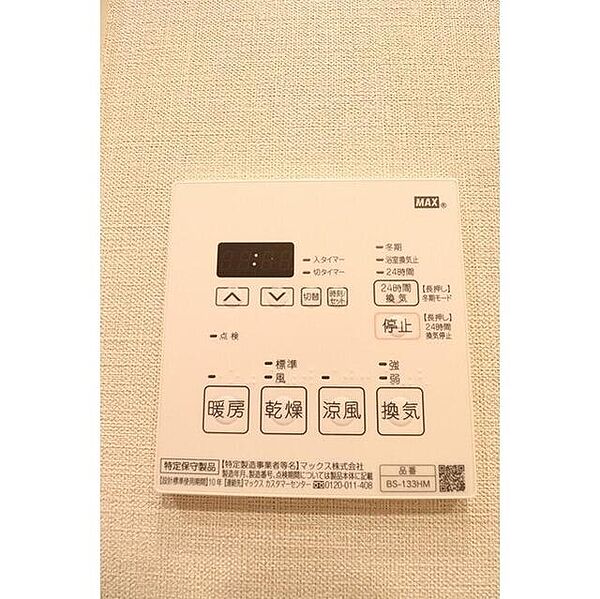 MAX®
冬期
入タイマー
浴室換気止
切タイマー
24時間
切替
時刻/セット
24時間
換気
【長押し】
冬期モード
停止
【長押し】
24時間
換気停止
点検
標準
風
強
弱
暖房
乾燥
涼風
換気
特定保守製品
【特定製造事業者等名】マックス株式会社
製造年月、製造番号、点検期間については製品本体に記載
【設計標準使用期間】10年 【連絡先】マックス カスタマーセンター 0120-011-408
品番
BS-133HM